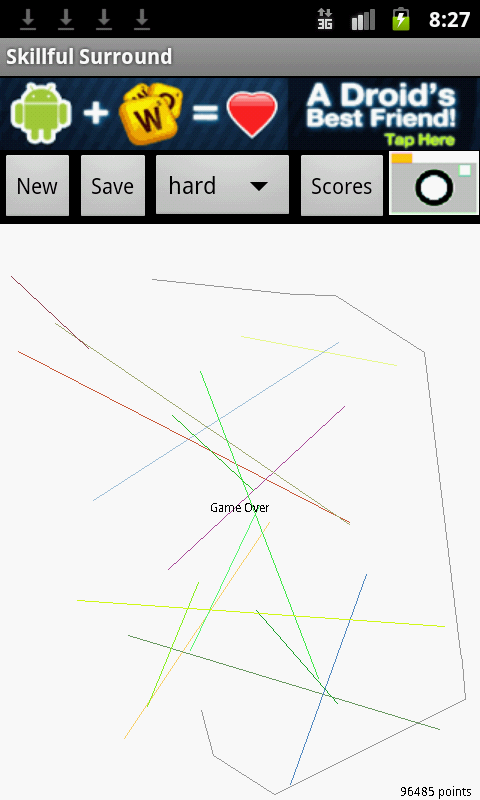 3G 8:27
Skillful Surround
W
A Droid's
Best Friend!
Tap Here
New Save hard Scores
Game Over
96485 points